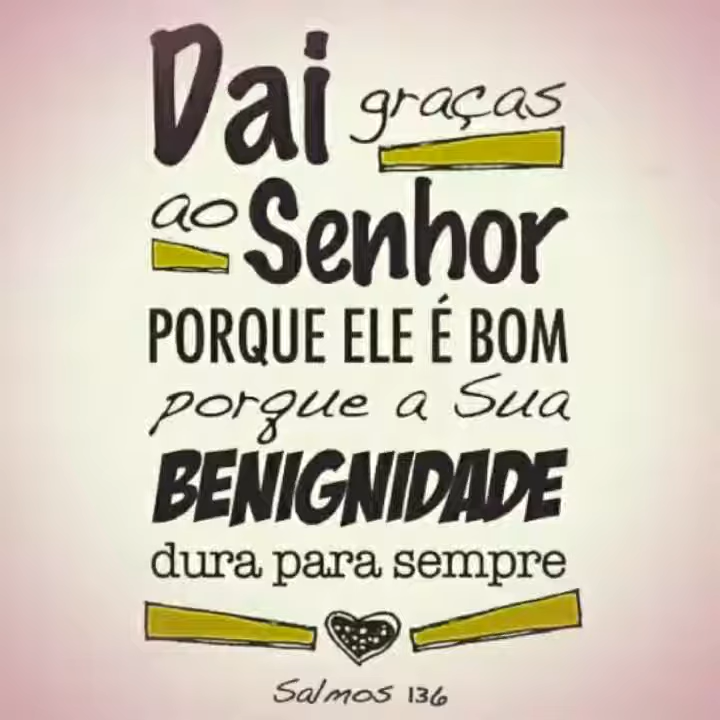 Dai graças
ao Senhor
PORQUE ELE É BOM
porque a Sua
BENIGNIDADE
dura para sempre
Salmos 136